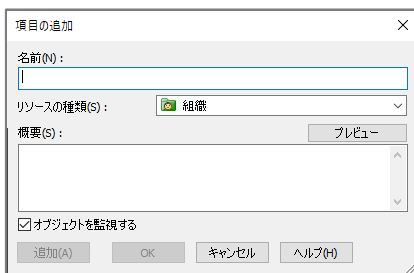 項目の追加
名前(N)：
リソースの種類(S)：
組織
概要(S)：
プレビュー
オブジェクトを監視する
追加(A)
OK
キャンセル
ヘルプ(H)